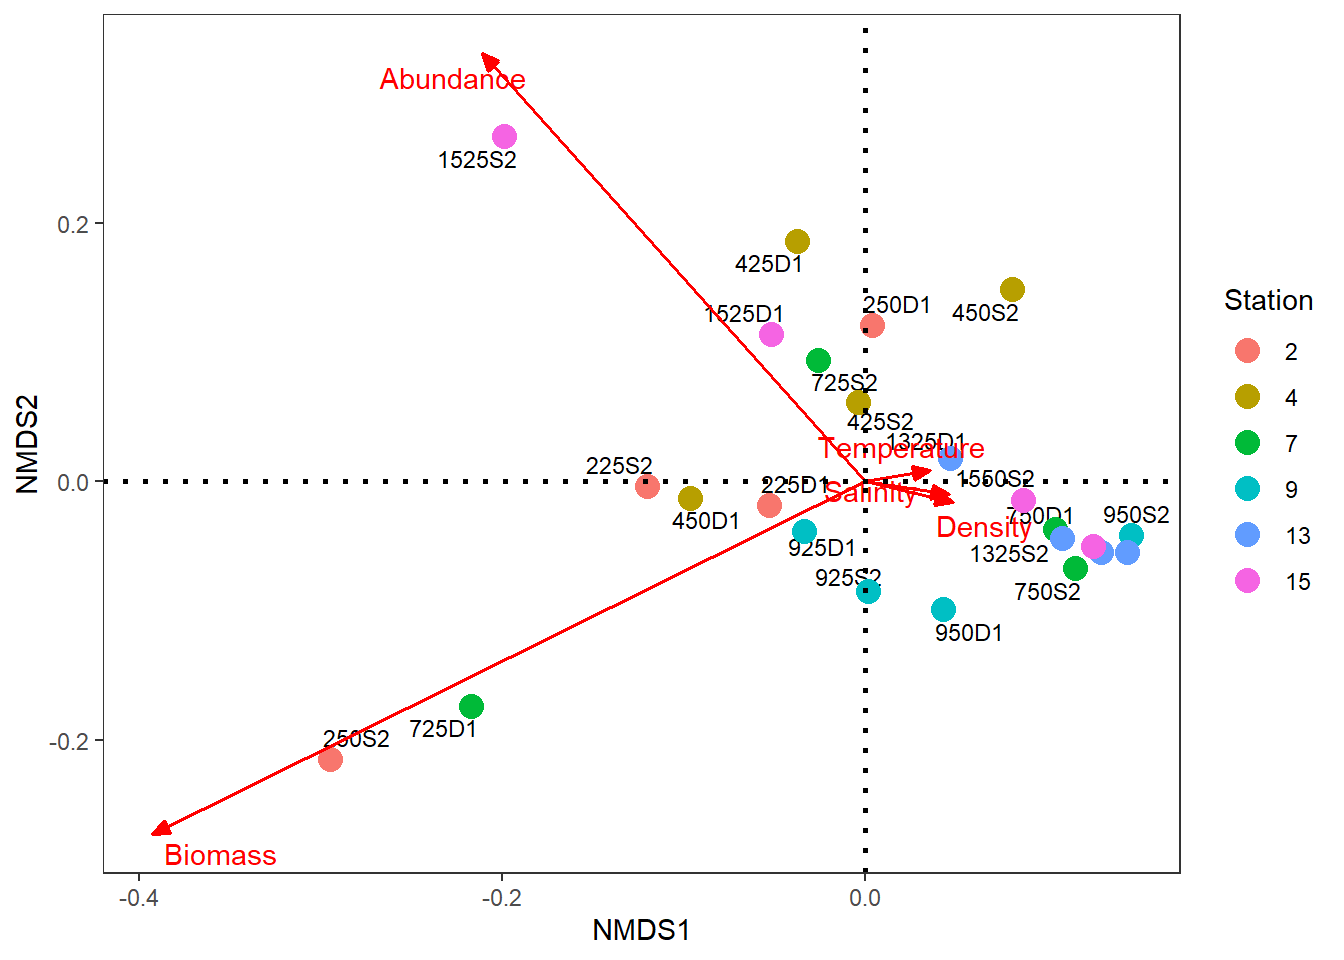 Abundance
1525S2
0.2
425D1
250D1
1525D1
450S2
725S2
425S2
1325D1
Temperature
225S2
1550S2
0.0
225D1
Salinity
450D1
750D1
950S2
Density
925D1
1325S2
925S2
750S2
950D1
725D1
250S2
-0.2
Biomass
-0.4
-0.2
0.0
NMDS1
NMDS2
Station
2
4
7
9
13
15